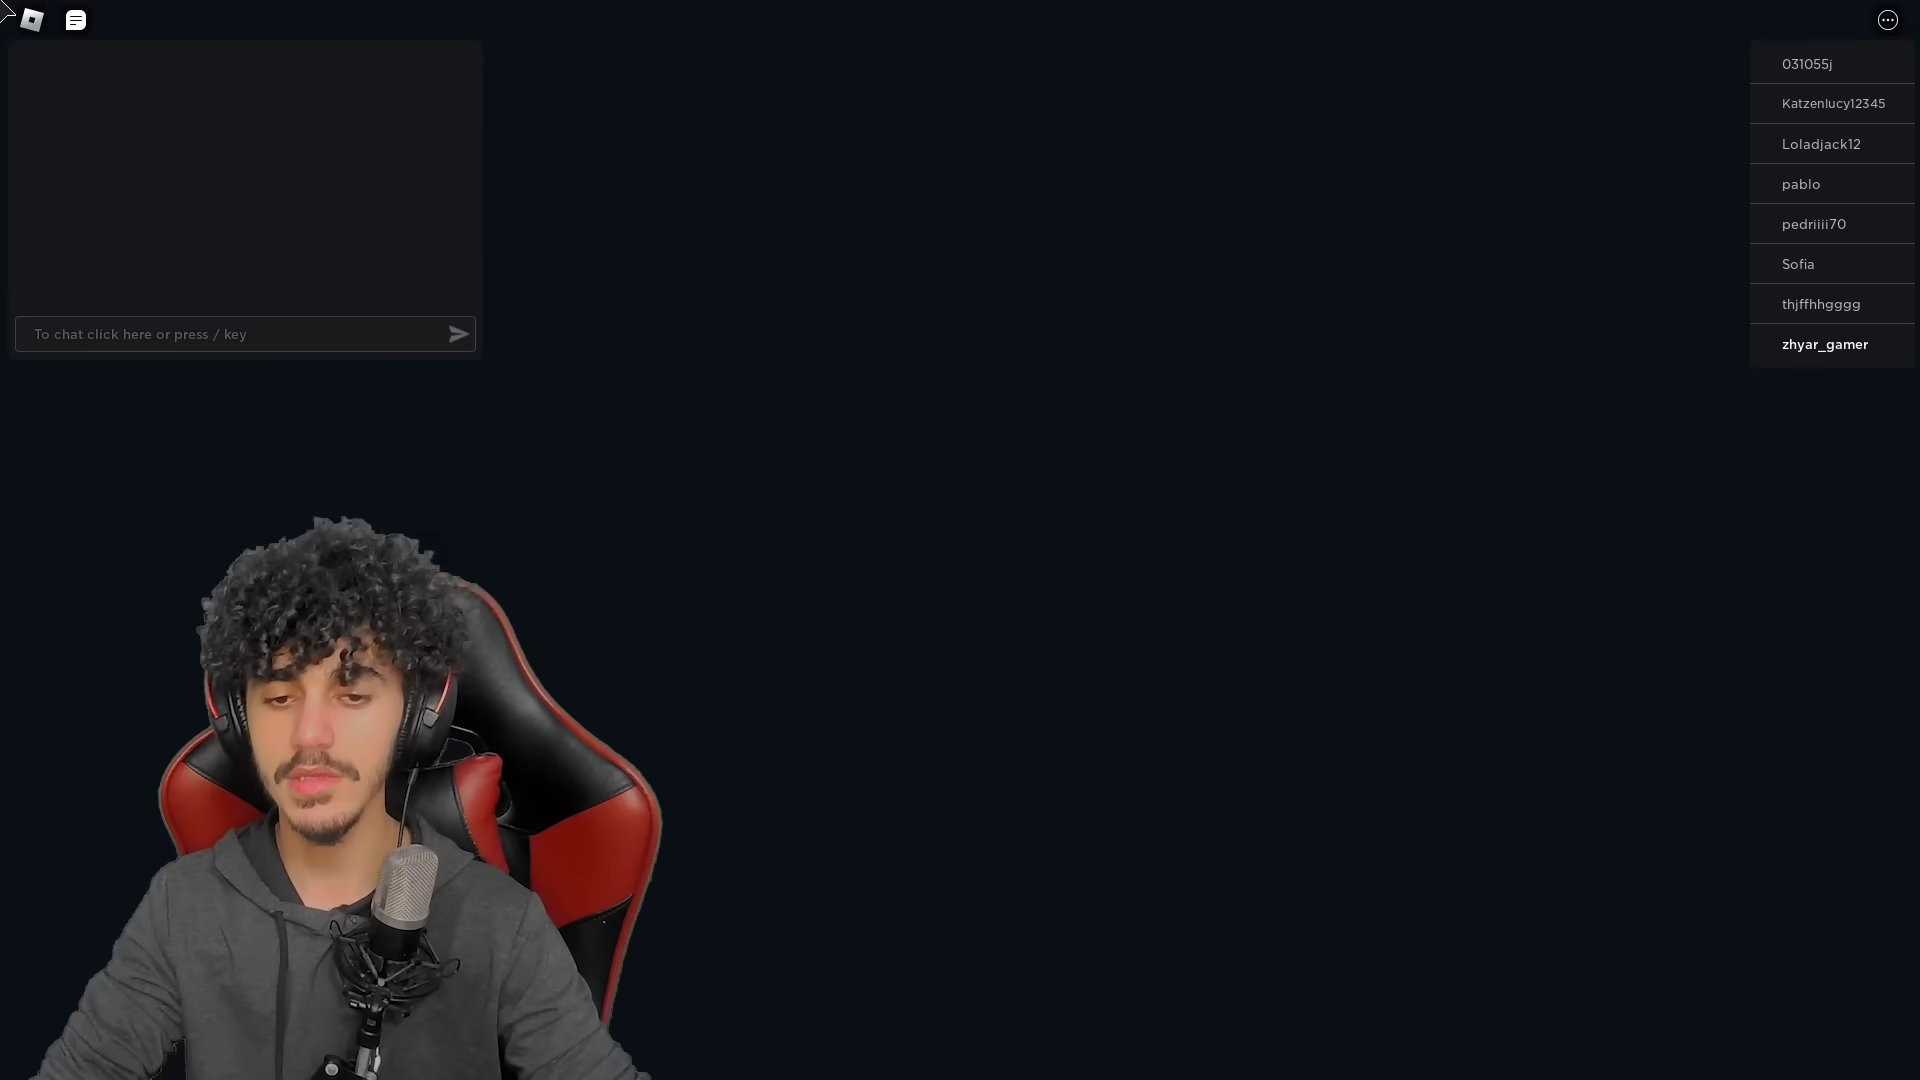 To chat click here or press / key
031055j
Katzenlucy12345
Loladjack12
pablo
pedriiii70
Sofia
thjffhhgggg
zhyar_gamer